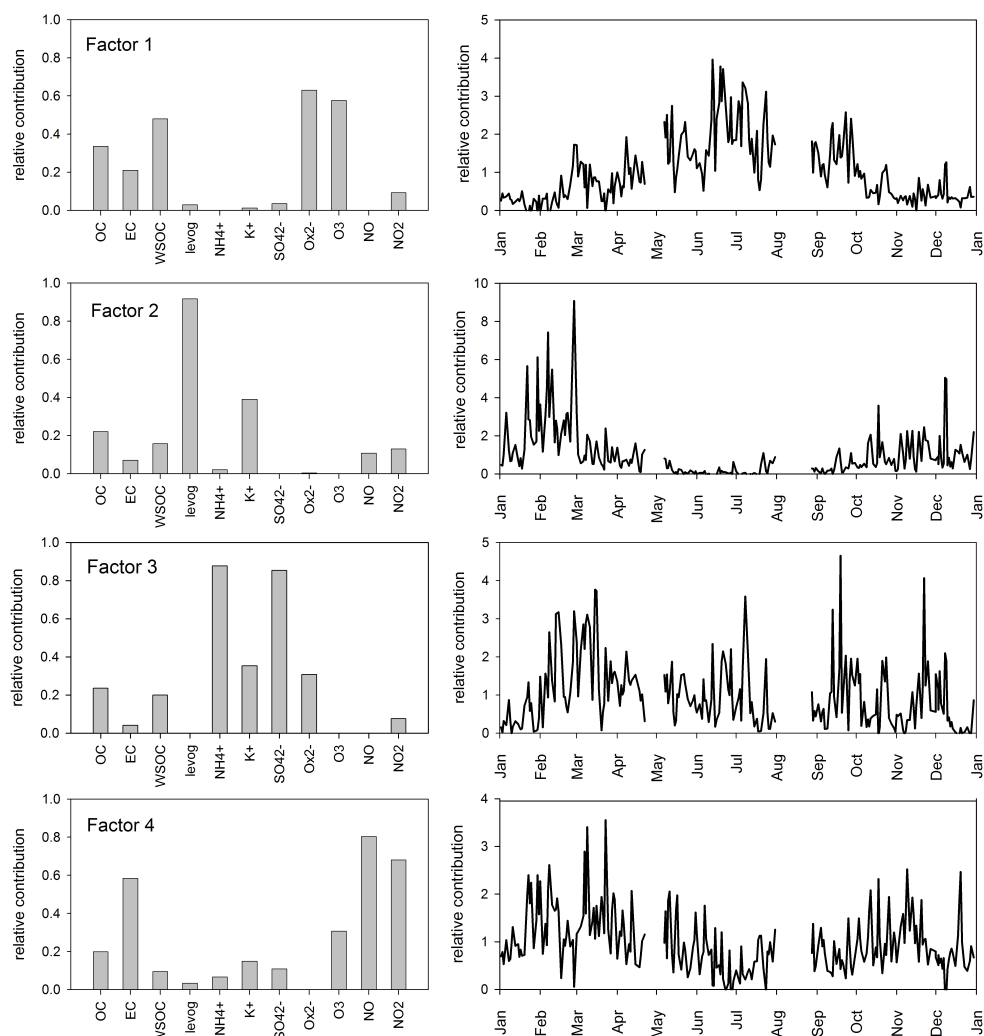 relative contribution
1.0
0.8
0.6
0.4
0.2
0.0
Factor 1
OC
EC
WSOC
levog
NH4+
K+
SO42-
Ox2-
O3
NO
NO2
relative contribution
5
4
3
2
1
0
Jan
Feb
Mar
Apr
May
Jun
Jul
Aug
Sep
Oct
Nov
Dec
Jan
relative contribution
1.0
0.8
0.6
0.4
0.2
0.0
Factor 2
OC
EC
WSOC
levog
NH4+
K+
SO42-
Ox2-
O3
NO
NO2
relative contribution
10
8
6
4
2
0
Jan
Feb
Mar
Apr
May
Jun
Jul
Aug
Sep
Oct
Nov
Dec
Jan
relative contribution
1.0
0.8
0.6
0.4
0.2
0.0
Factor 3
OC
EC
WSOC
levog
NH4+
K+
SO42-
Ox2-
O3
NO
NO2
relative contribution
5
4
3
2
1
0
Jan
Feb
Mar
Apr
May
Jun
Jul
Aug
Sep
Oct
Nov
Dec
Jan
relative contribution
1.0
0.8
0.6
0.4
0.2
0.0
Factor 4
OC
EC
WSOC
levog
NH4+
K+
SO42-
Ox2-
O3
NO
NO2
relative contribution
4
3
2
1
0
Jan
Feb
Mar
Apr
May
Jun
Jul
Aug
Sep
Oct
Nov
Dec
Jan